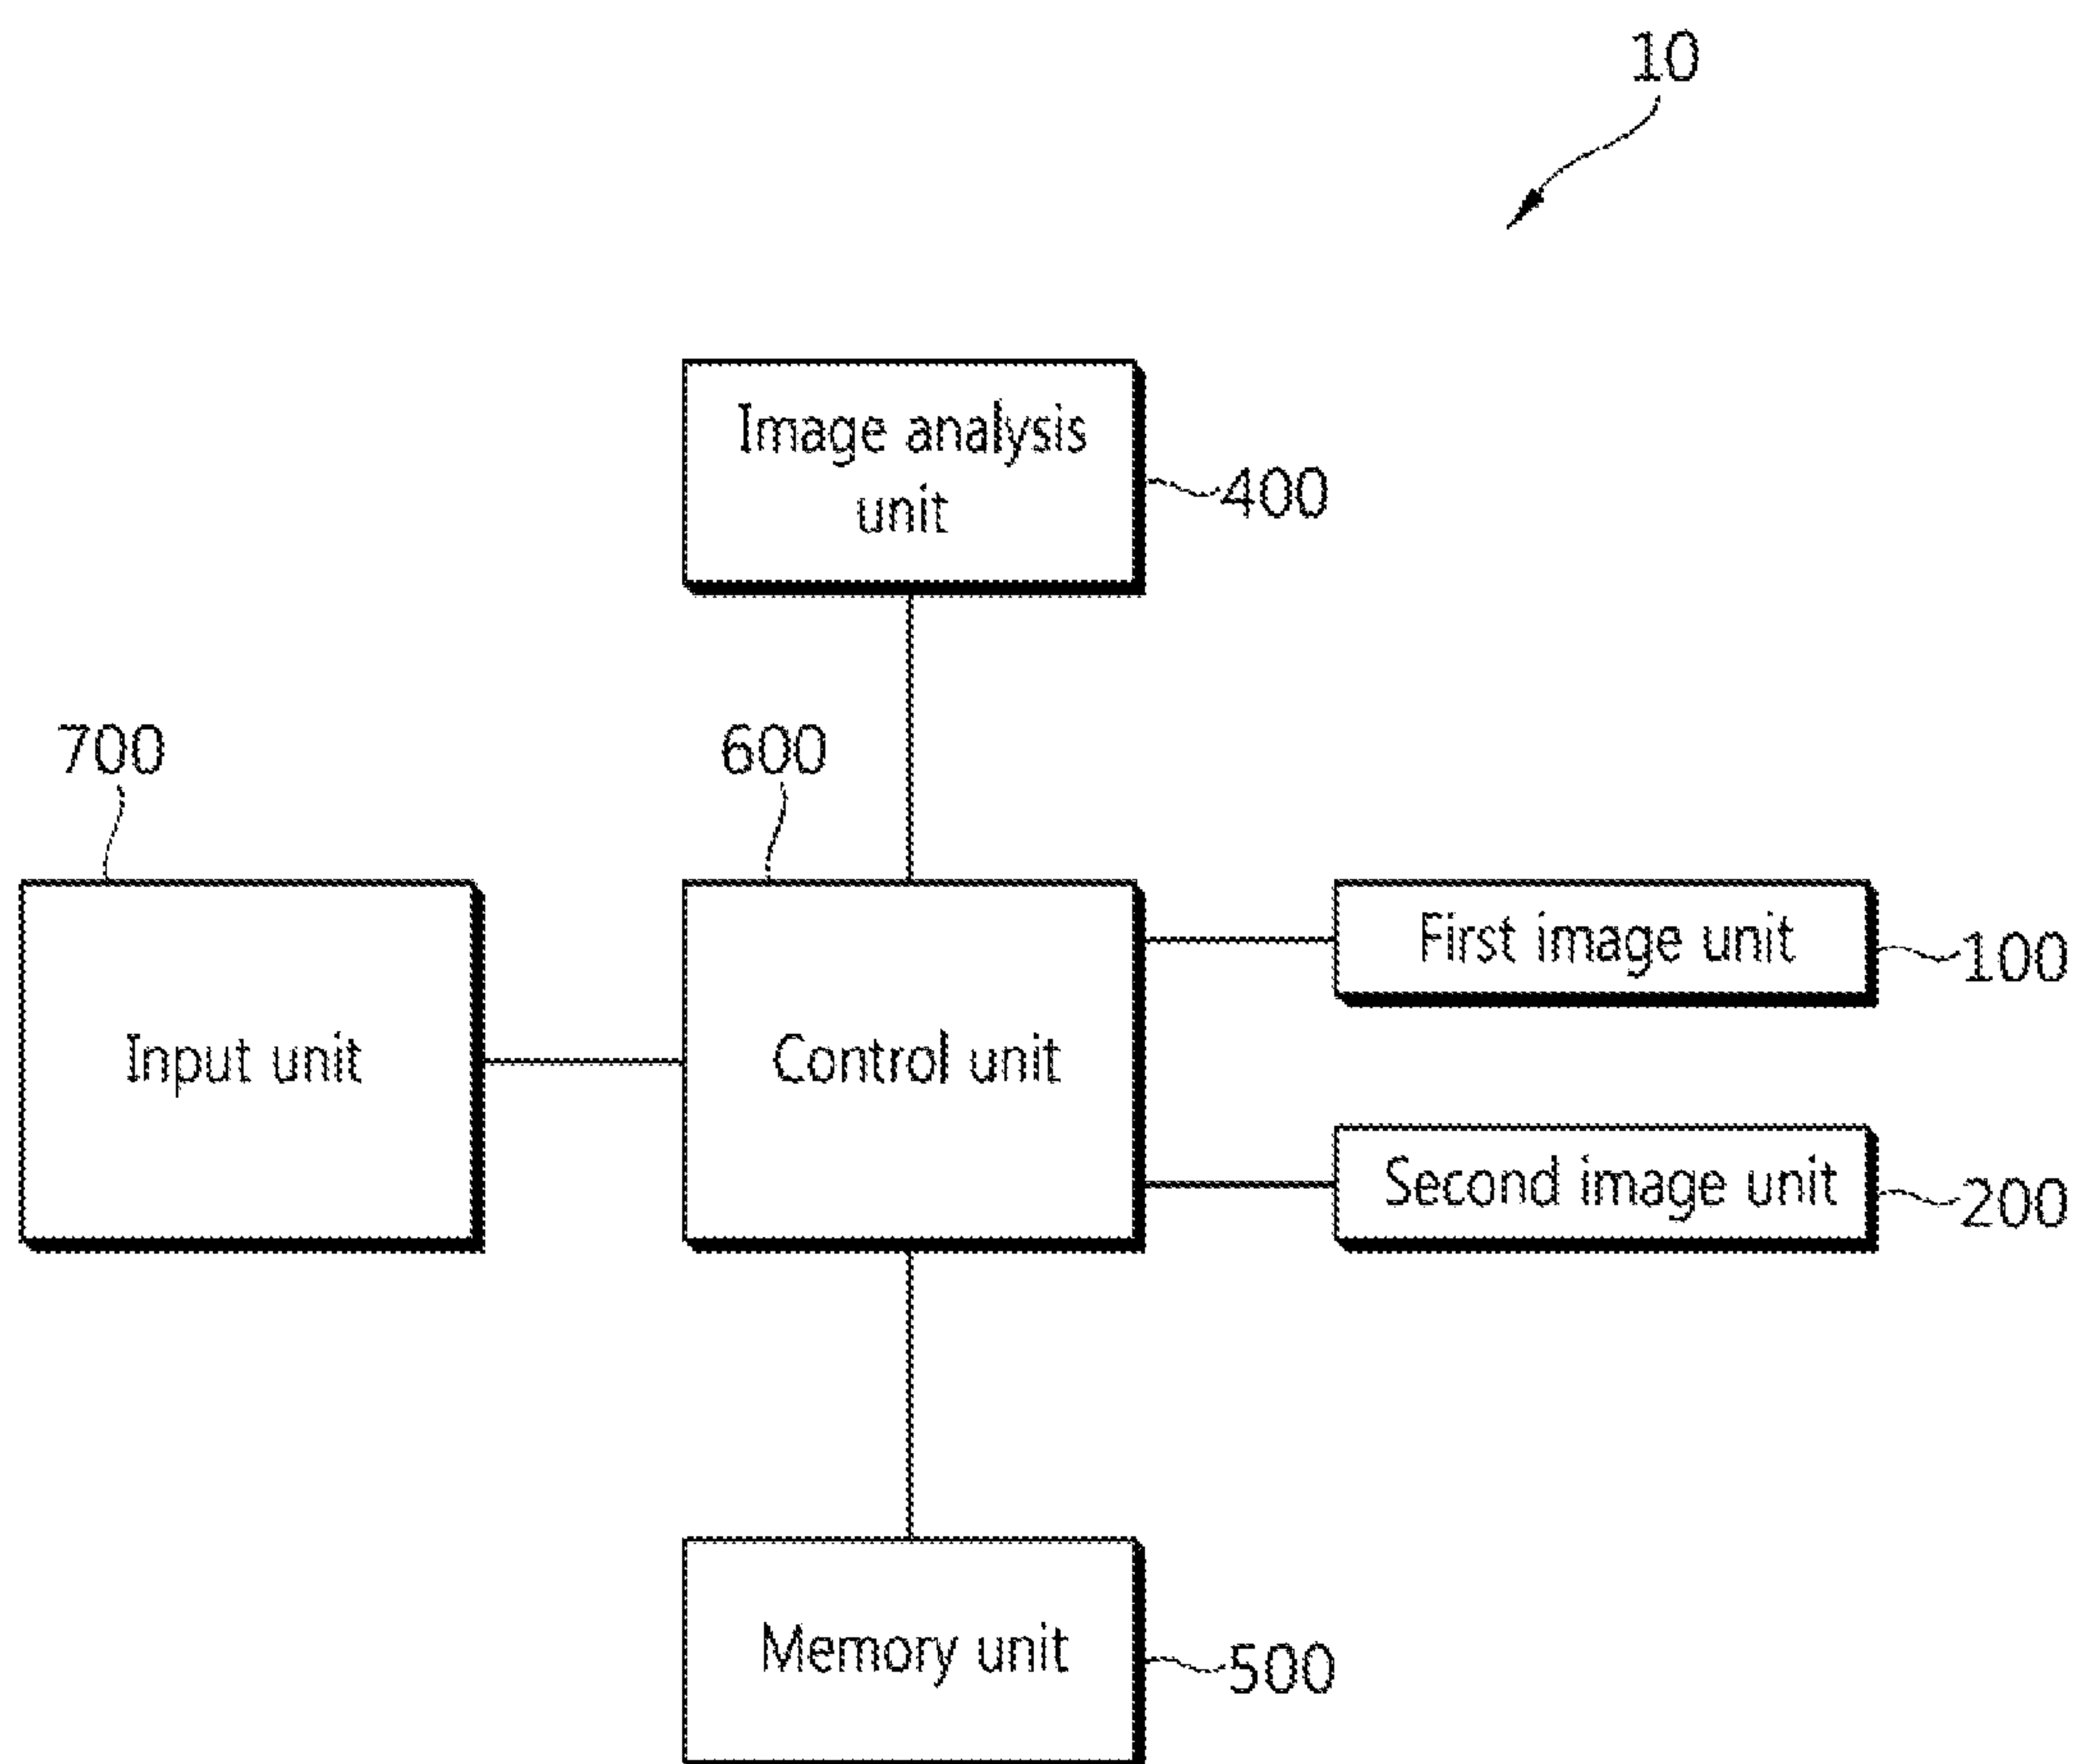 10
Image analysis
unit
400
700
600
First image unit
100
Input unit
Control unit
Second image unit
200
Memory unit
500